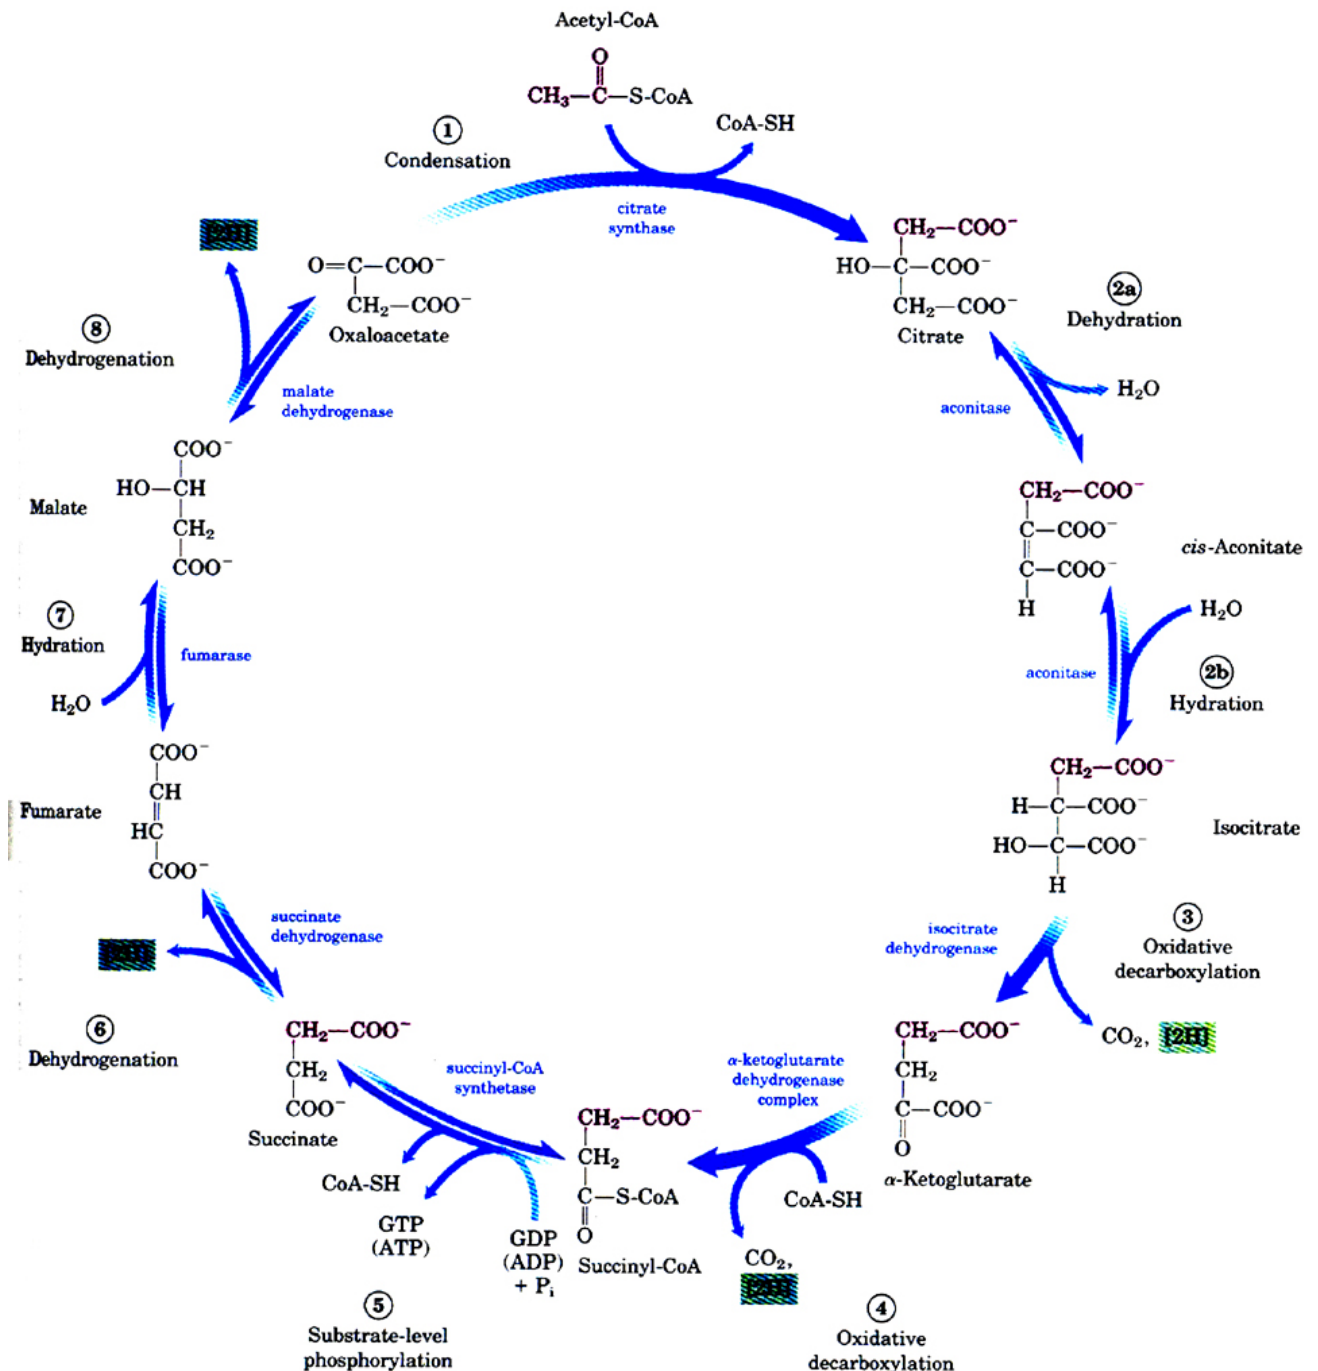 Acetyl-CoA
O
CH₃—C—S-CoA
CoA-SH
1
Condensation
citrate
synthase
[2H]
O=C—COO⁻
CH₂—COO⁻
Oxaloacetate
CH₂—COO⁻
HO—C—COO⁻
CH₂—COO⁻
Citrate
2a
Dehydration
H₂O
aconitase
8
Dehydrogenation
malate
dehydrogenase
CH₂—COO⁻
C—COO⁻
C—COO⁻
H
cis-Aconitate
COO⁻
HO—CH
CH₂
COO⁻
Malate
H₂O
aconitase
2b
Hydration
7
Hydration
fumarase
H₂O
CH₂—COO⁻
H—C—COO⁻
HO—C—COO⁻
H
Isocitrate
COO⁻
CH
HC
COO⁻
Fumarate
isocitrate
dehydrogenase
3
Oxidative
decarboxylation
CO₂, [2H]
succinate
dehydrogenase
[2H]
6
Dehydrogenation
CH₂—COO⁻
CH₂
COO⁻
Succinate
succinyl-CoA
synthetase
α-ketoglutarate
dehydrogenase
complex
CH₂—COO⁻
CH₂
C—COO⁻
O
α-Ketoglutarate
CH₂—COO⁻
CH₂
C—S-CoA
O
Succinyl-CoA
CoA-SH
CoA-SH
GTP
(ATP)
GDP
(ADP)
+ Pᵢ
CO₂,
[2H]
5
Substrate-level
phosphorylation
4
Oxidative
decarboxylation